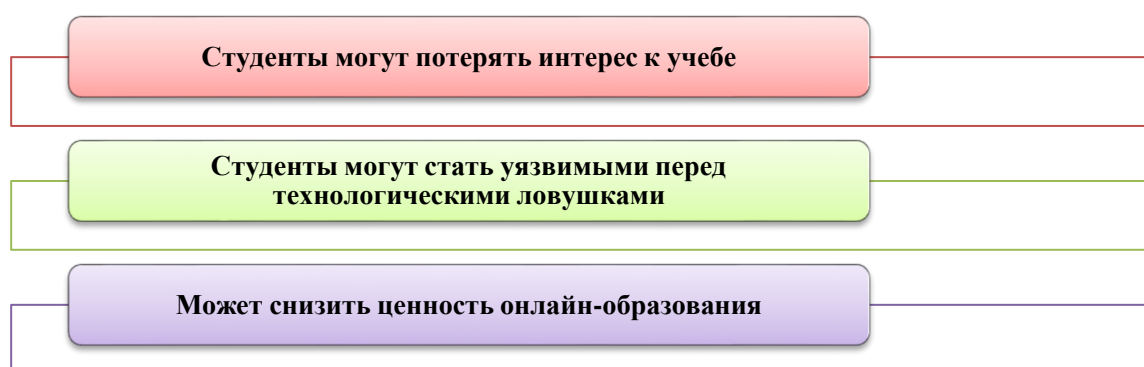 Студенты могут потерять интерес к учебе
Студенты могут стать уязвимыми перед
технологическими ловушками
Может снизить ценность онлайн-образования